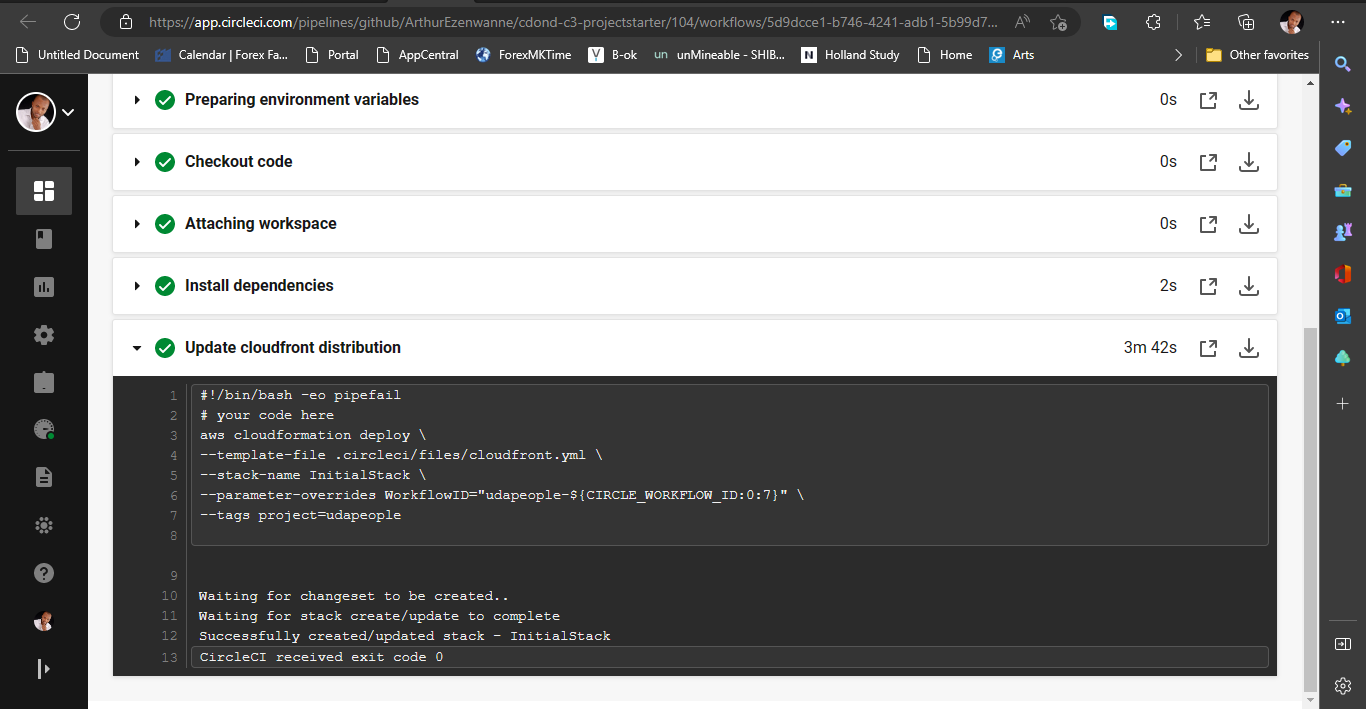 https://app.circleci.com/pipelines/github/ArthurEzenwanne/cdond-c3-projectstarter/104/workflows/5d9dcce1-b746-4241-adb1-5b99d7...
Untitled Document Calendar | Forex Fa... Portal AppCentral ForexMKTime B-ok unMineable - SHIB... Holland Study Home Arts Other favorites
Preparing environment variables 0s
Checkout code 0s
Attaching workspace 0s
Install dependencies 2s
Update cloudfront distribution 3m 42s
1 #!/bin/bash -eo pipefail
2 # your code here
3 aws cloudformation deploy \
4 --template-file .circleci/files/cloudfront.yml \
5 --stack-name InitialStack \
6 --parameter-overrides WorkflowID="udapeople-${CIRCLE_WORKFLOW_ID:0:7}" \
7 --tags project=udapeople
8
9
10 Waiting for changeset to be created..
11 Waiting for stack create/update to complete
12 Successfully created/updated stack - InitialStack
13 CircleCI received exit code 0